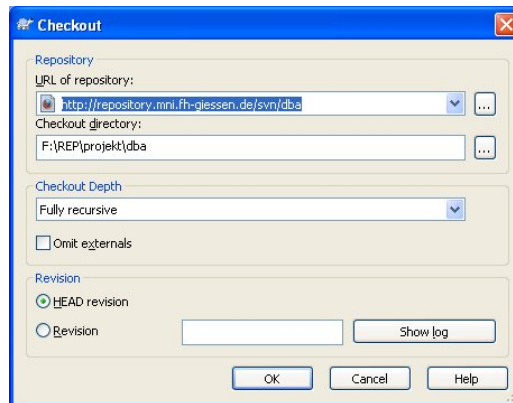 Checkout
Repository
URL of repository:
http://repository.mni.fh-giessen.de/svn/dba
...
Checkout directory:
F:\REP\projekt\dba
...
Checkout Depth
Fully recursive
Omit externals
Revision
HEAD revision
Revision
Show log
OK
Cancel
Help